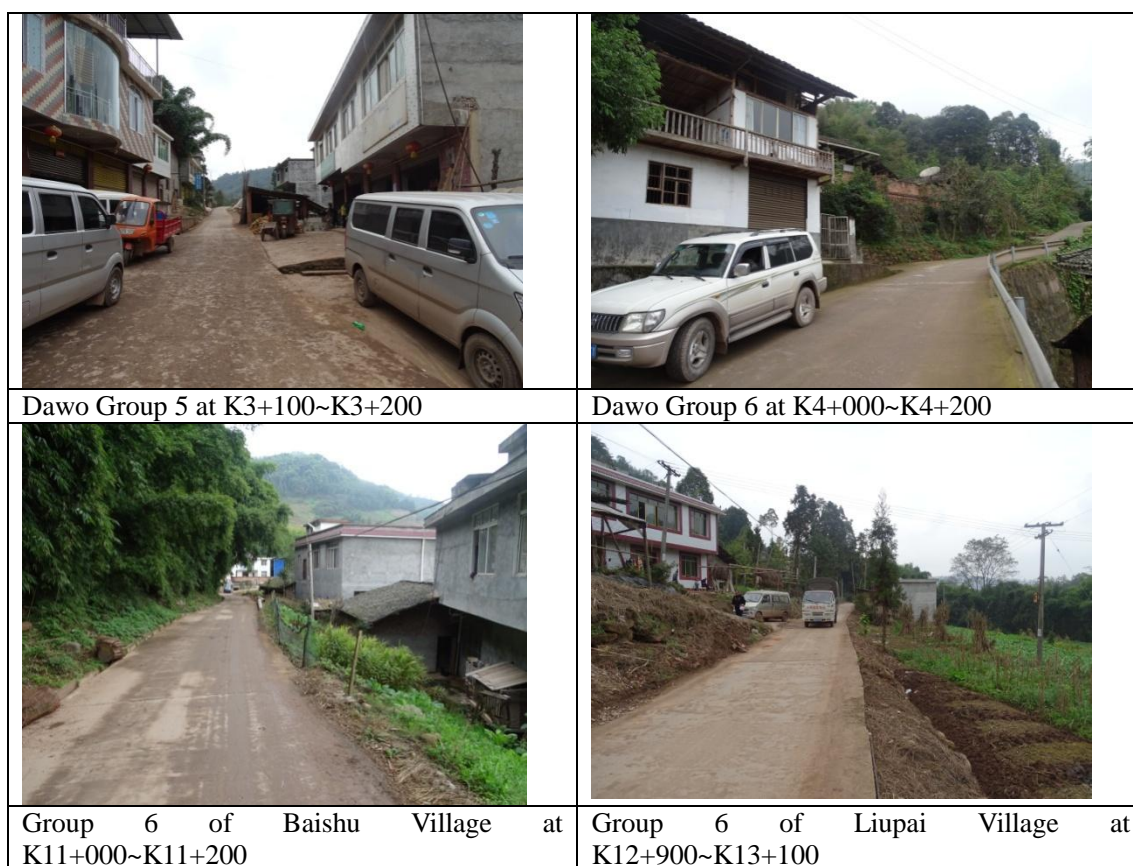 Dawo Group 5 at K3+100~K3+200
Dawo Group 6 at K4+000~K4+200
Group 6 of Baishu Village at
K11+000~K11+200
Group 6 of Liupai Village at
K12+900~K13+100